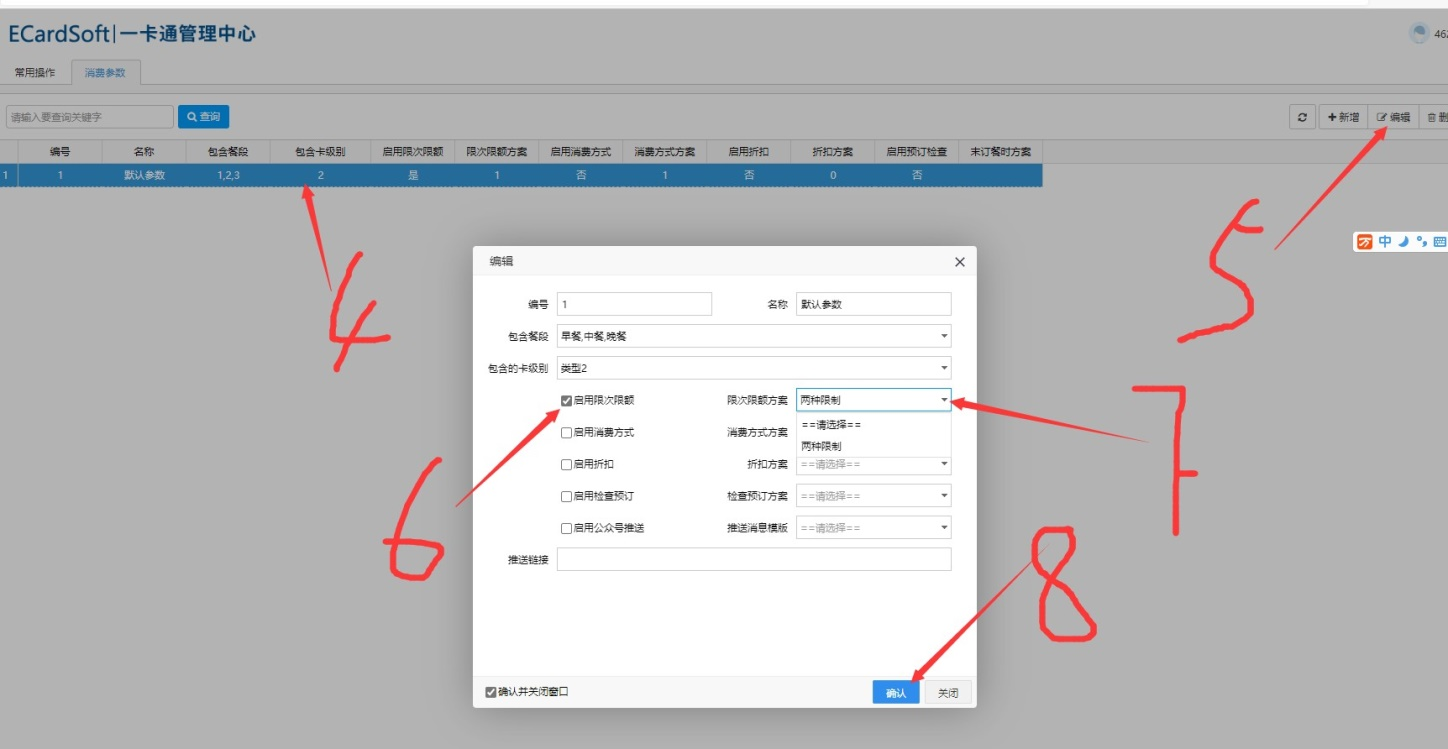 ECardSoft|一卡通管理中心
462
常用操作 消费参数
请输入要查询关键字 查询 新增 编辑 删
编号 名称 包含餐段 包含卡级别 启用限次限额 限次限额方案 启用消费方式 消费方式方案 启用折扣 折扣方案 启用预订检查 未订餐时方案
1 1 默认参数 1,2,3 2 是 1 否 1 否 0 否
4
5
中
编辑
编号 1 名称 默认参数
包含餐段 早餐,中餐,晚餐
包含的卡级别 类型2
启用限次限额 限次限额方案 两种限制
==请选择==
启用消费方式 消费方式方案
两种限制
启用折扣 折扣方案 ==请选择==
启用检查预订 检查预订方案 ==请选择==
启用公众号推送 推送消息模版 ==请选择==
推送链接
6
7
8
确认并关闭窗口 确认 关闭